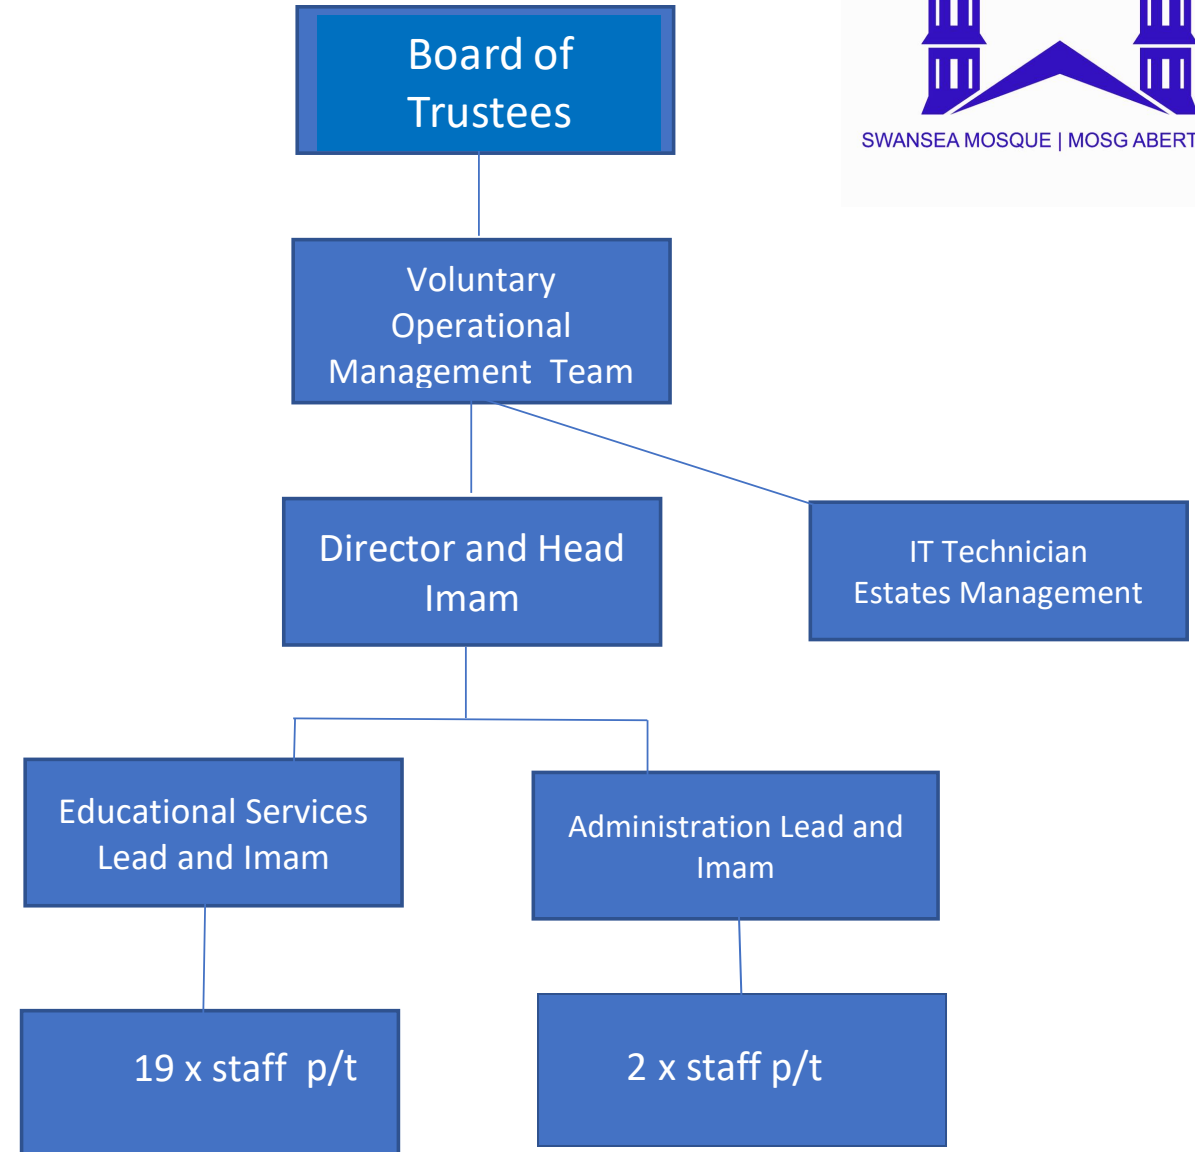 Board of
Trustees
SWANSEA MOSQUE | MOSG ABERT
Voluntary
Operational
Management Team
Director and Head
Imam
IT Technician
Estates Management
Educational Services
Lead and Imam
Administration Lead and
Imam
19 x staff p/t
2 x staff p/t